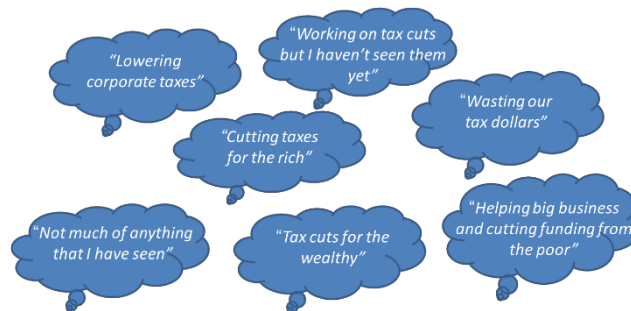 "Lowering
corporate taxes"
"Working on tax cuts
but I haven't seen them
yet"
"Wasting our
tax dollars"
"Cutting taxes
for the rich"
"Not much of anything
that I have seen"
"Tax cuts for the
wealthy"
"Helping big business
and cutting funding from
the poor"